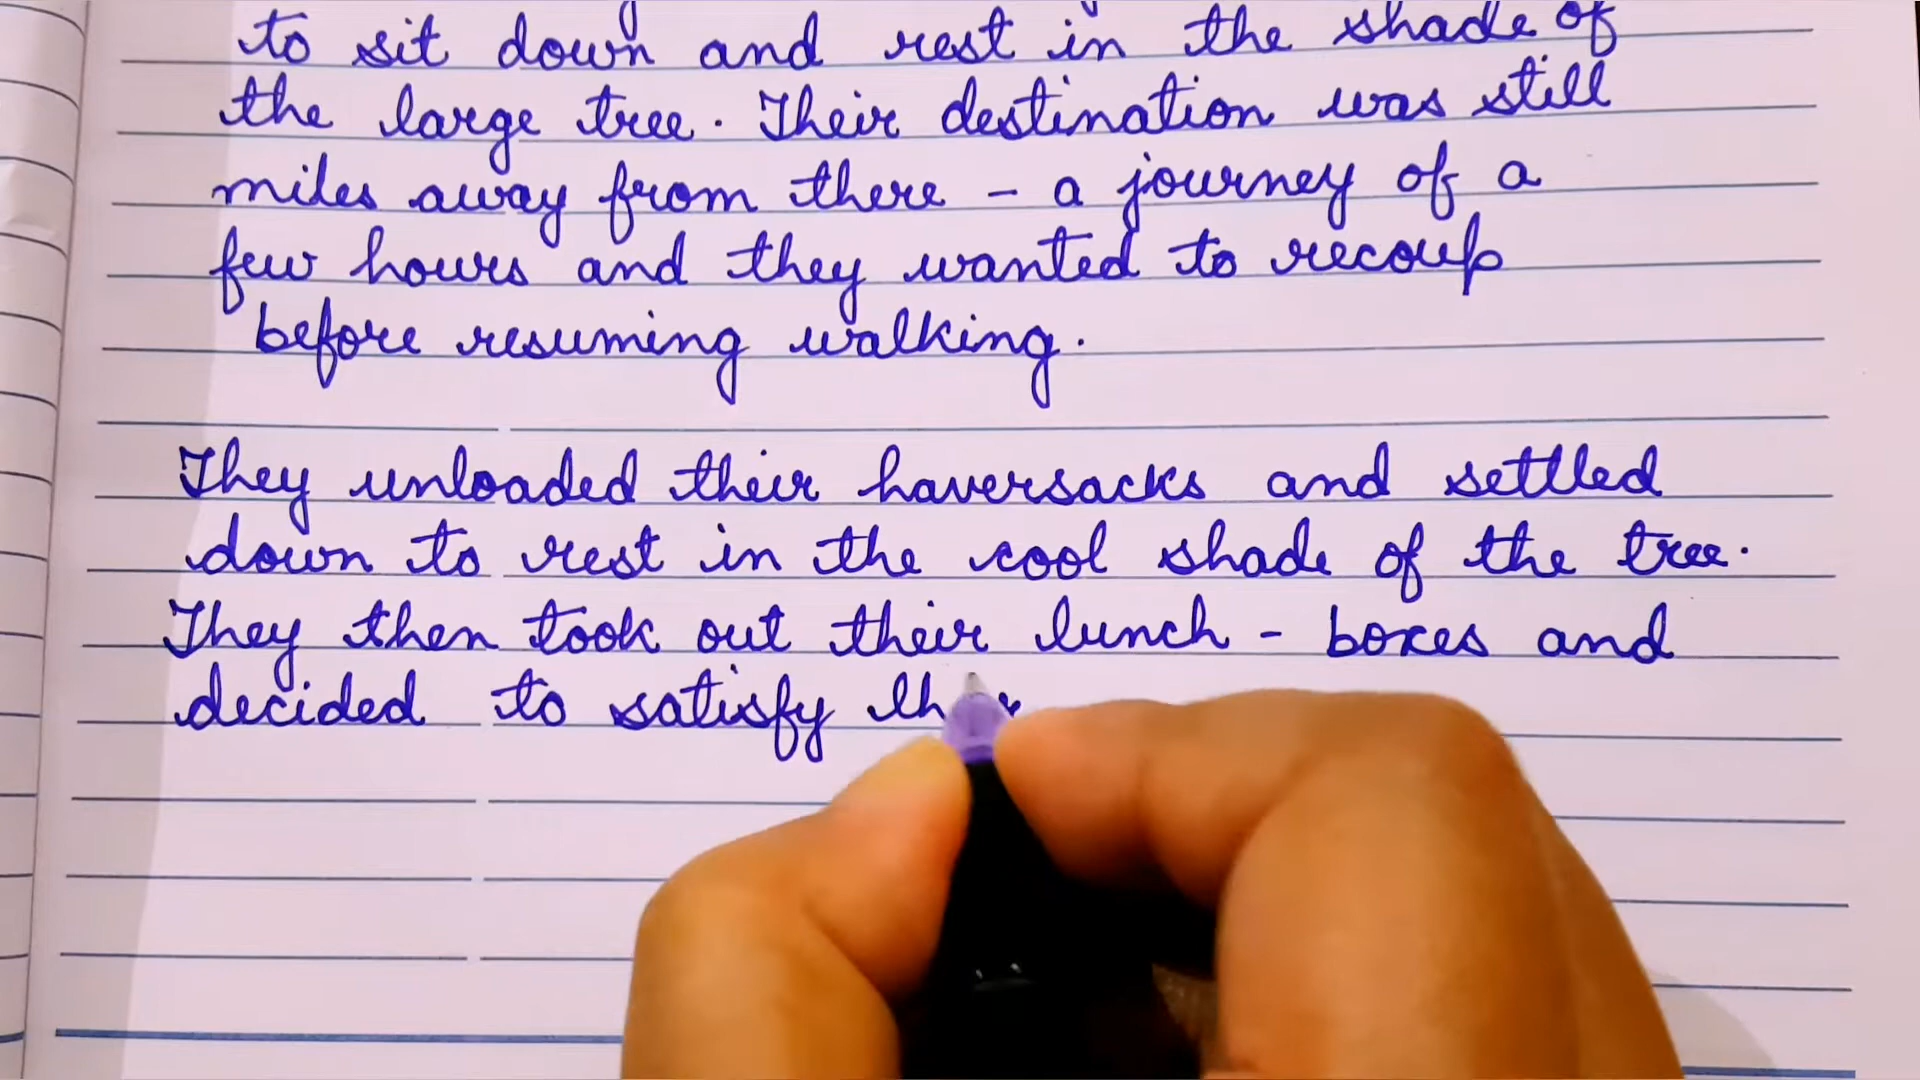 to sit down and rest in the shade of
the large tree. Their destination was still
miles away from there - a journey of a
few hours and they wanted to recoup
before resuming walking.
They unloaded their haversacks and settled
down to rest in the cool shade of the tree.
They then took out their lunch - boxes and
decided to satisfy